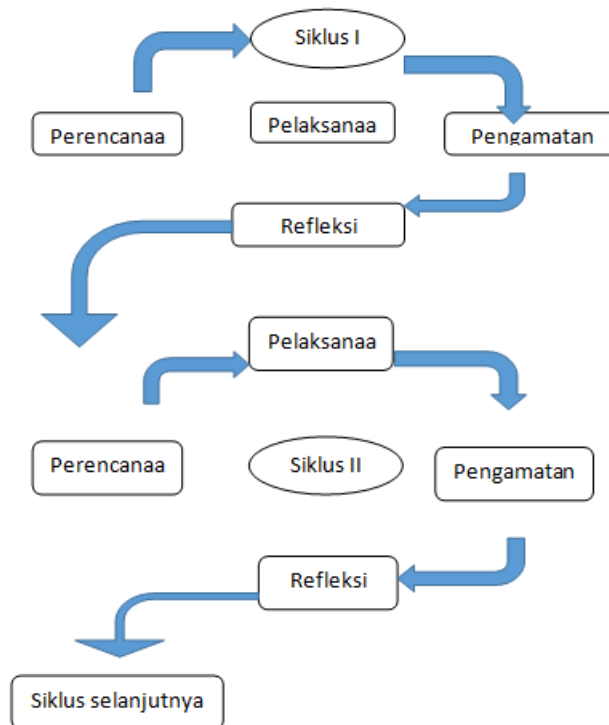 Siklus I
Perencanaa
Pelaksanaa
Pengamatan
Refleksi
Pelaksanaa
Perencanaa
Siklus II
Pengamatan
Refleksi
Siklus selanjutnya